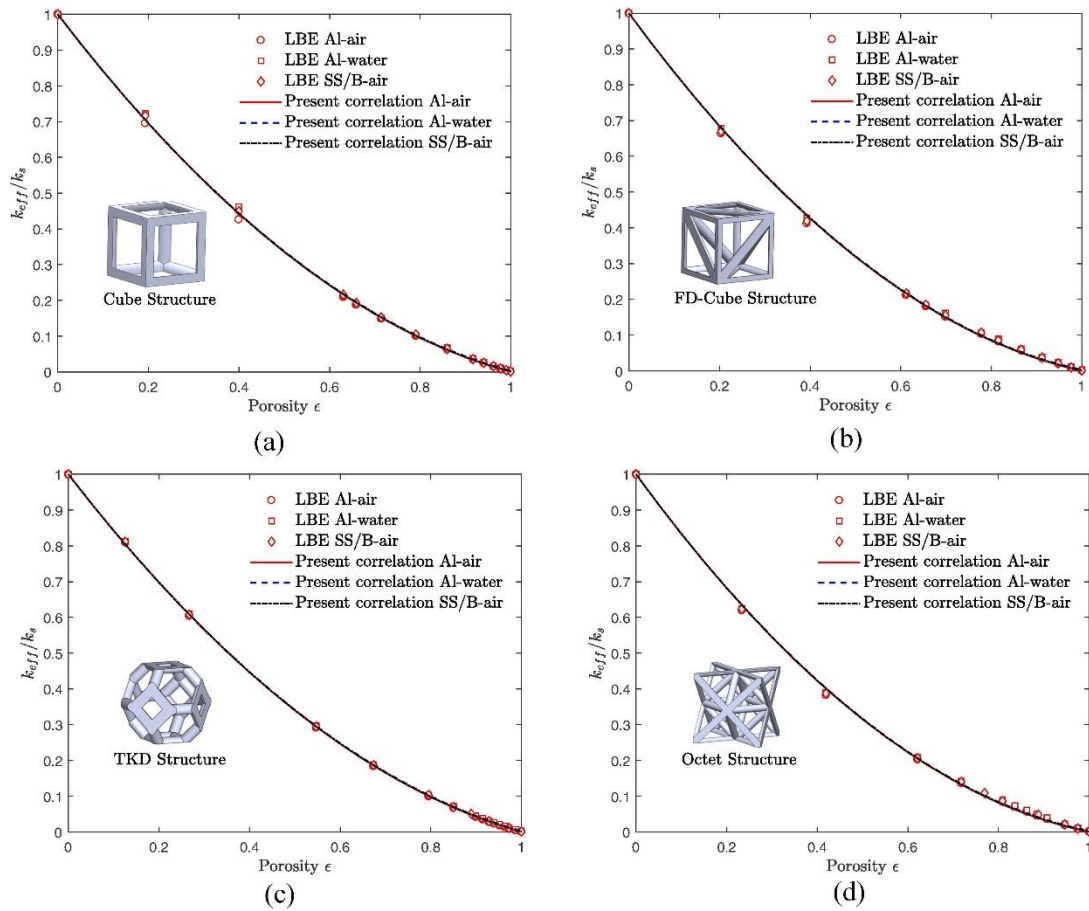 1
0.9
0.8
0.7
0.6
0.5
0.4
0.3
0.2
0.1
0
k_eff/k_s
LBE Al-air
LBE Al-water
LBE SS/B-air
Present correlation Al-air
Present correlation Al-water
Present correlation SS/B-air
Cube Structure
0 0.2 0.4 0.6 0.8 1
Porosity ϵ
(a)
1
0.9
0.8
0.7
0.6
0.5
0.4
0.3
0.2
0.1
0
k_eff/k_s
LBE Al-air
LBE Al-water
LBE SS/B-air
Present correlation Al-air
Present correlation Al-water
Present correlation SS/B-air
FD-Cube Structure
0 0.2 0.4 0.6 0.8 1
Porosity ϵ
(b)
1
0.9
0.8
0.7
0.6
0.5
0.4
0.3
0.2
0.1
0
k_eff/k_s
LBE Al-air
LBE Al-water
LBE SS/B-air
Present correlation Al-air
Present correlation Al-water
Present correlation SS/B-air
TKD Structure
0 0.2 0.4 0.6 0.8 1
Porosity ϵ
(c)
1
0.9
0.8
0.7
0.6
0.5
0.4
0.3
0.2
0.1
0
k_eff/k_s
LBE Al-air
LBE Al-water
LBE SS/B-air
Present correlation Al-air
Present correlation Al-water
Present correlation SS/B-air
Octet Structure
0 0.2 0.4 0.6 0.8 1
Porosity ϵ
(d)